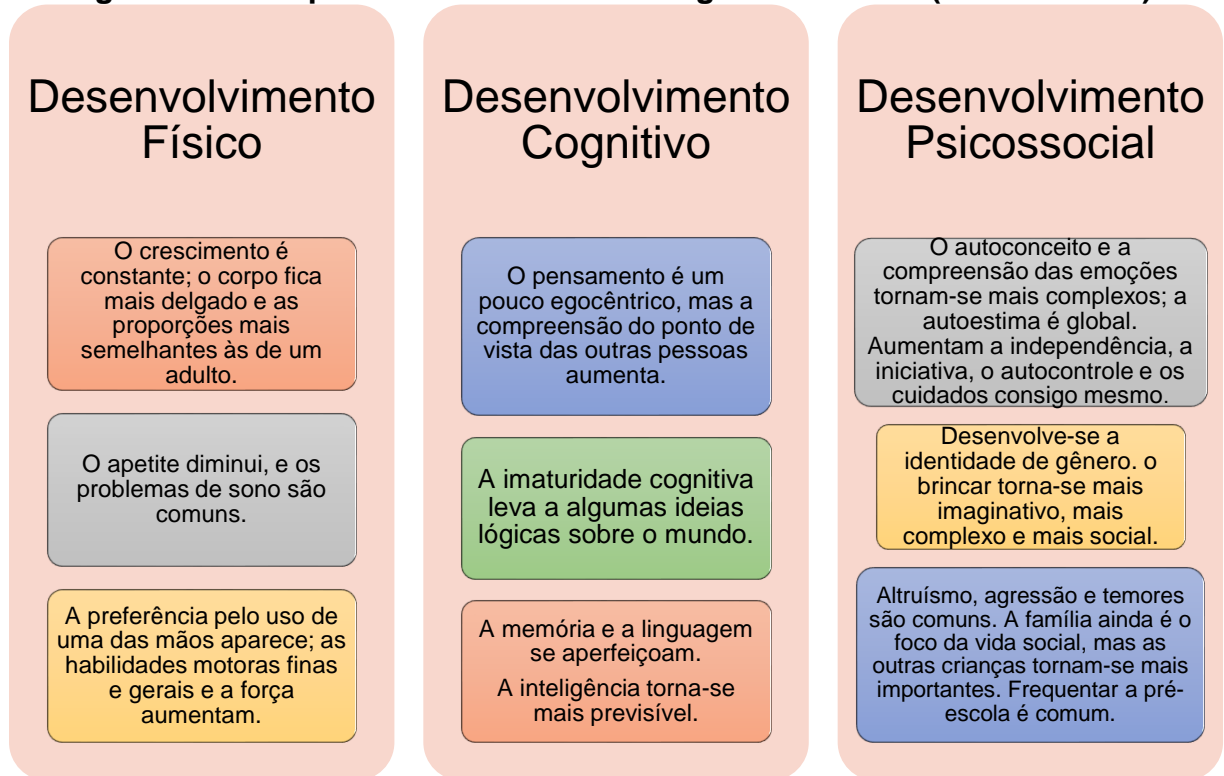 Desenvolvimento
Físico
O crescimento é
constante; o corpo fica
mais delgado e as
proporções mais
semelhantes às de um
adulto.
O apetite diminui, e os
problemas de sono são
comuns.
A preferência pelo uso de
uma das mãos aparece; as
habilidades motoras finas
e gerais e a força
aumentam.
Desenvolvimento
Cognitivo
O pensamento é um
pouco egocêntrico, mas a
compreensão do ponto de
vista das outras pessoas
aumenta.
A imaturidade cognitiva
leva a algumas ideias
lógicas sobre o mundo.
A memória e a linguagem
se aperfeiçoam.
A inteligência torna-se
mais previsível.
Desenvolvimento
Psicossocial
O autoconceito e a
compreensão das emoções
tornam-se mais complexos; a
autoestima é global.
Aumentam a independência, a
iniciativa, o autocontrole e os
cuidados consigo mesmo.
Desenvolve-se a
identidade de gênero. o
brincar torna-se mais
imaginativo, mais
complexo e mais social.
Altruísmo, agressão e temores
são comuns. A família ainda é o
foco da vida social, mas as
outras crianças tornam-se mais
importantes. Frequentar a pré-
escola é comum.